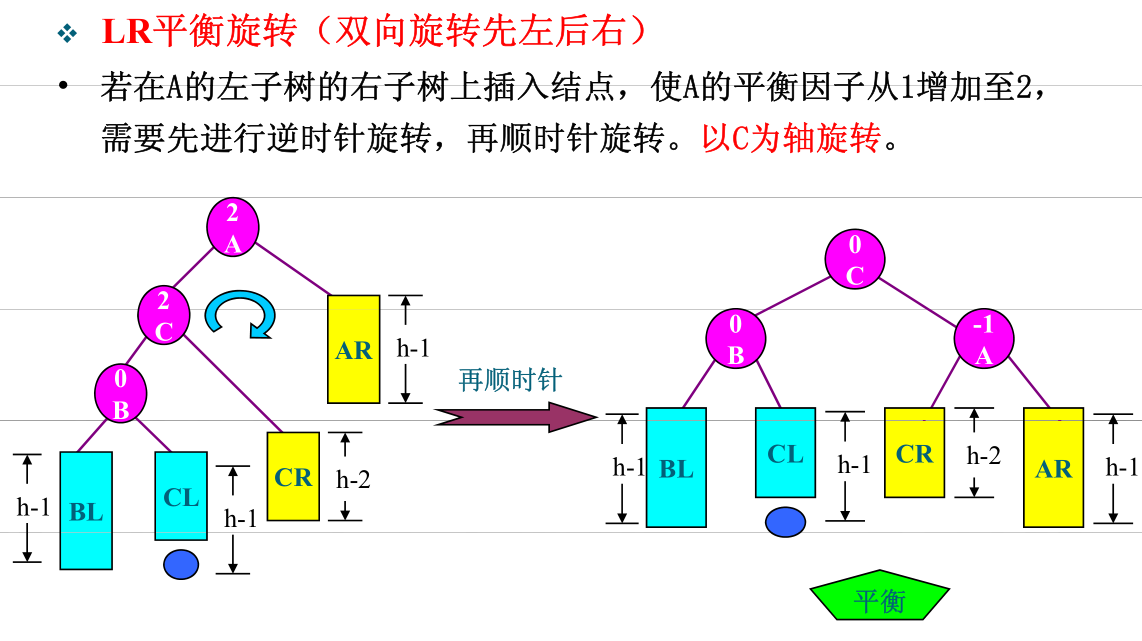 LR平衡旋转（双向旋转先左后右）
若在A的左子树的右子树上插入结点，使A的平衡因子从1增加至2，
需要先进行逆时针旋转，再顺时针旋转。以C为轴旋转。
2
A
2
C
0
B
AR
h-1
CR
h-2
h-1
BL
CL
h-1
再顺时针
0
C
0
B
-1
A
h-1
BL
CL
h-1
CR
h-2
AR
h-1
平衡